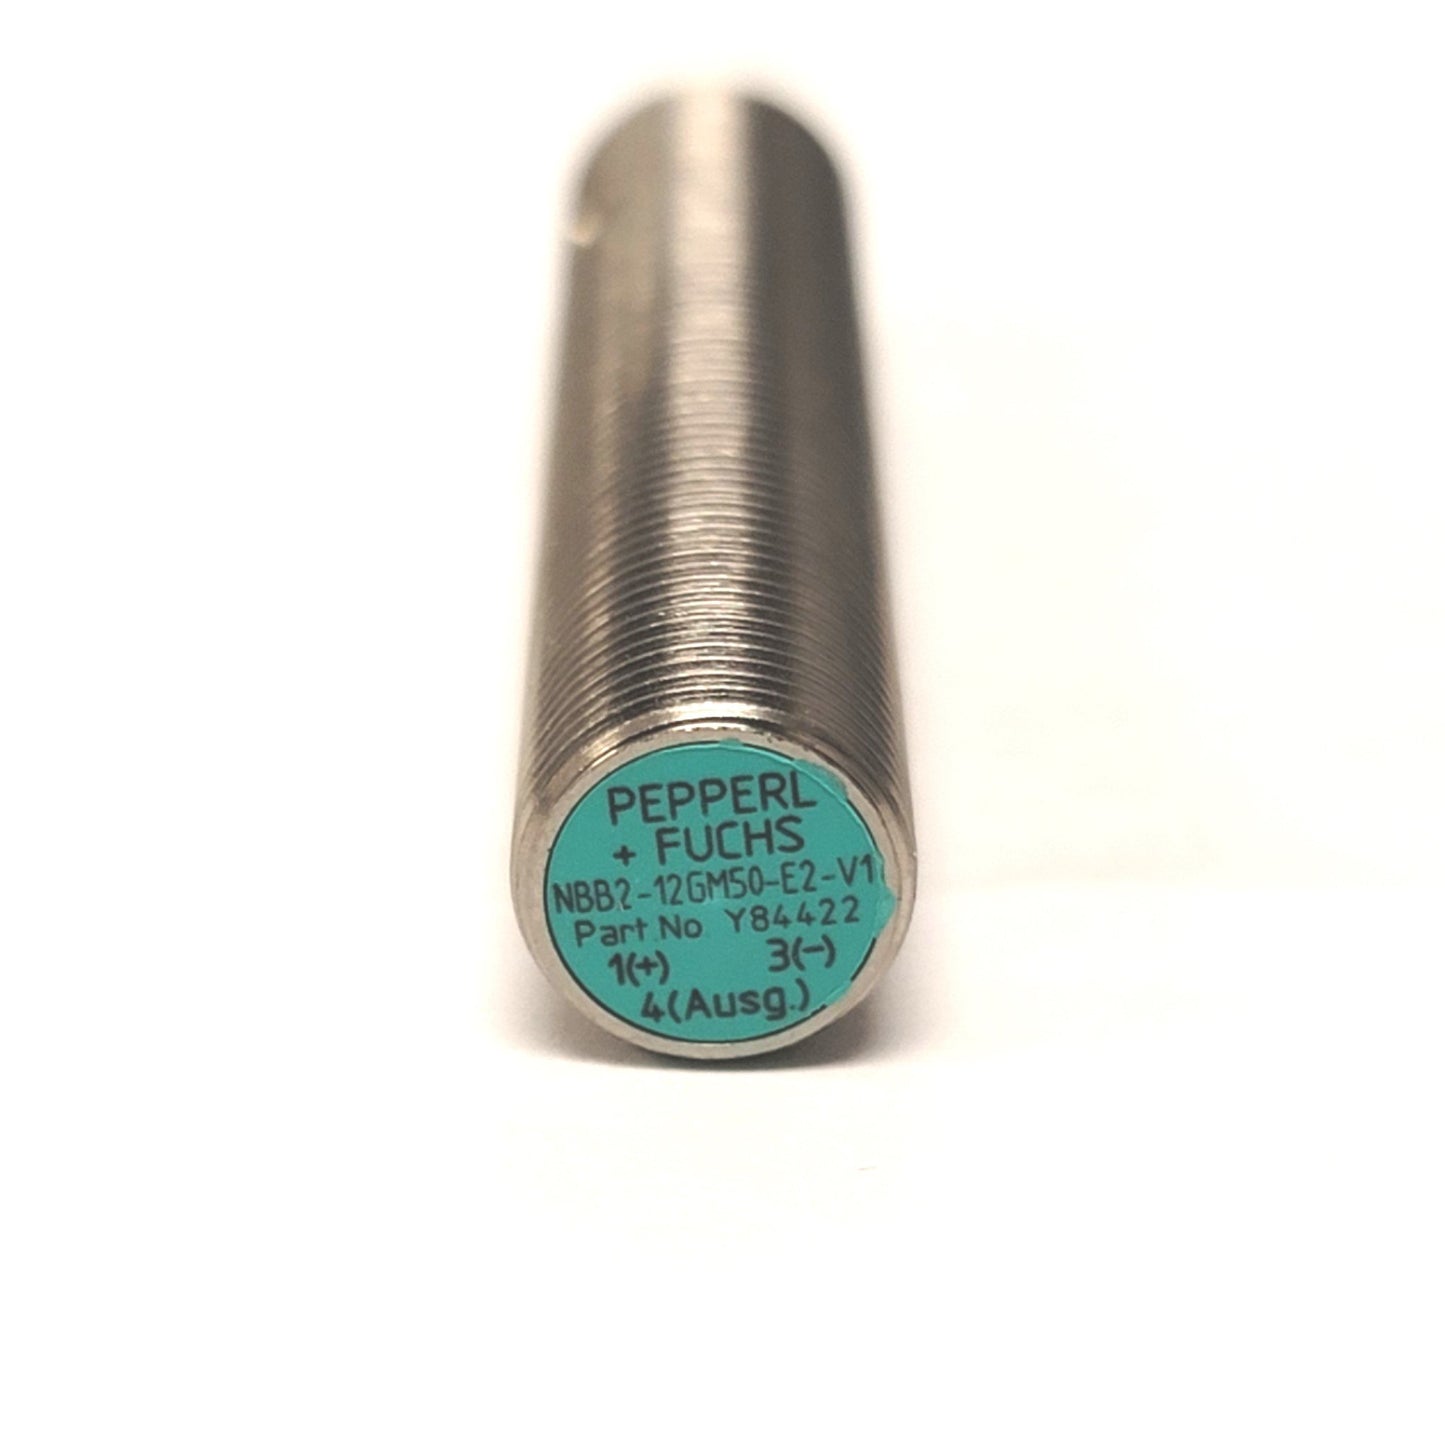 PEPPERL
+ FUCHS
NBB2-12GM50-E2-V1
Part No Y84422
1(+) 3(-)
4(Ausg.)